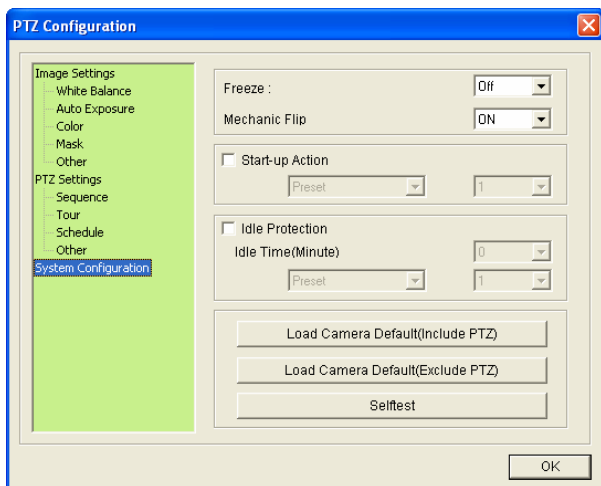 PTZ Configuration
Image Settings
White Balance
Auto Exposure
Color
Mask
Other
PTZ Settings
Sequence
Tour
Schedule
Other
System Configuration
Freeze : Off
Mechanic Flip ON
Start-up Action
Preset 1
Idle Protection
Idle Time(Minute) 0
Preset 1
Load Camera Default(Include PTZ)
Load Camera Default(Exclude PTZ)
Selftest
OK